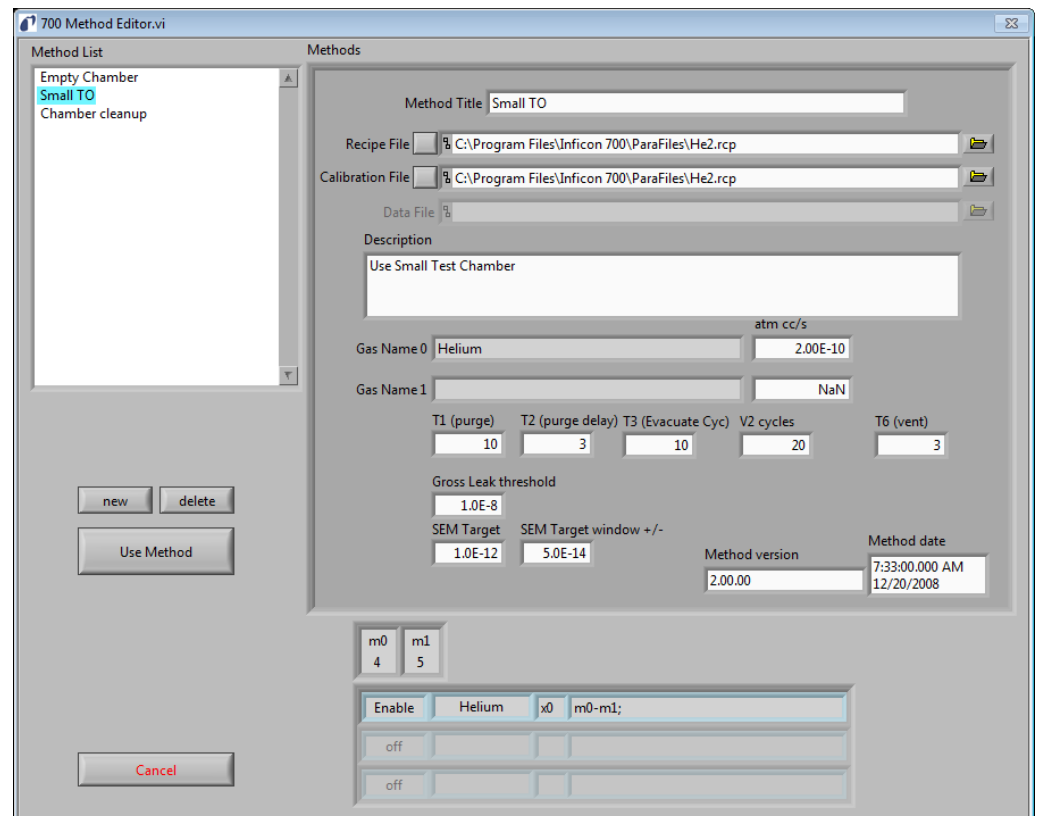 700 Method Editor.vi
Method List
Methods
Empty Chamber
Small TO
Chamber cleanup
Method Title Small TO
Recipe File C:\Program Files\Inficon 700\ParaFiles\He2.rcp
Calibration File C:\Program Files\Inficon 700\ParaFiles\He2.rcp
Data File
Description
Use Small Test Chamber
atm cc/s
Gas Name 0 Helium 2.00E-10
Gas Name 1 NaN
T1 (purge) T2 (purge delay) T3 (Evacuate Cyc) V2 cycles T6 (vent)
10 3 10 20 3
Gross Leak threshold
1.0E-8
SEM Target SEM Target window +/-
1.0E-12 5.0E-14
Method version
2.00.00
Method date
7:33:00.000 AM
12/20/2008
new delete
Use Method
Cancel
m0 m1
4 5
Enable Helium x0 m0-m1;
off
off